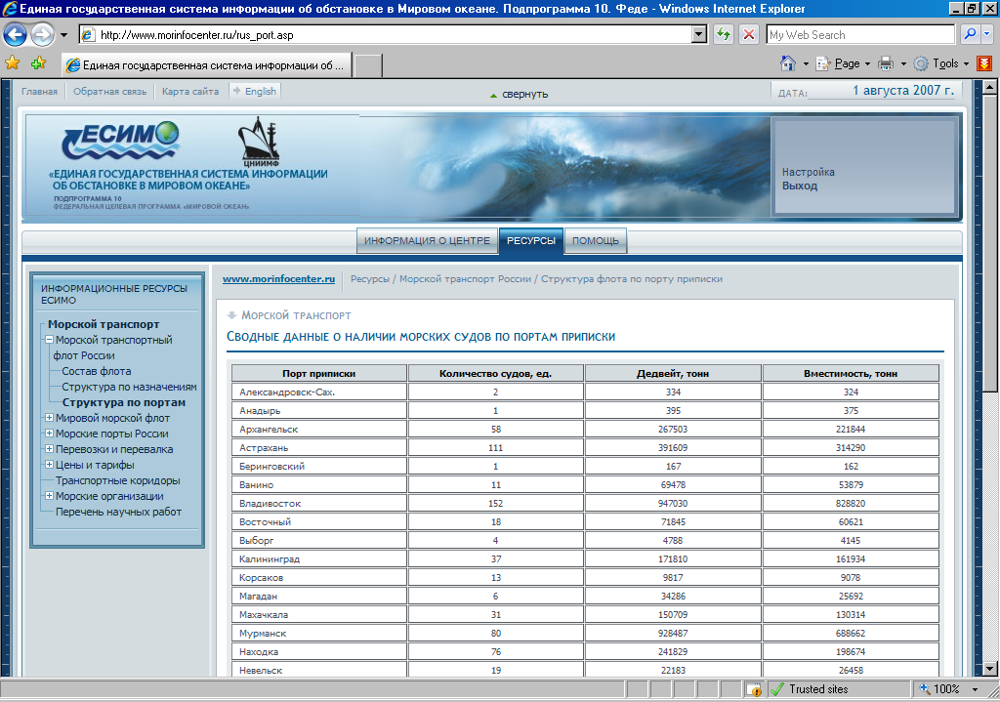 Единая государственная система информации об обстановке в Мировом океане. Подпрограмма 10. Феде - Windows Internet Explorer
http://www.morinfocenter.ru/rus_port.asp
My Web Search
Единая государственная система информации об ...
Page
Tools
Главная Обратная связь Карта сайта English
свернуть
ДАТА: 1 августа 2007 г.
ЕСИМО
ЦНИИМФ
«ЕДИНАЯ ГОСУДАРСТВЕННАЯ СИСТЕМА ИНФОРМАЦИИ
ОБ ОБСТАНОВКЕ В МИРОВОМ ОКЕАНЕ»
ПОДПРОГРАММА 10
ФЕДЕРАЛЬНАЯ ЦЕЛЕВАЯ ПРОГРАММА «МИРОВОЙ ОКЕАН»
Настройка
Выход
ИНФОРМАЦИЯ О ЦЕНТРЕ РЕСУРСЫ ПОМОЩЬ
ИНФОРМАЦИОННЫЕ РЕСУРСЫ
ЕСИМО
Морской транспорт
Морской транспортный
флот России
Состав флота
Структура по назначениям
Структура по портам
Мировой морской флот
Морские порты России
Перевозки и перевалка
Цены и тарифы
Транспортные коридоры
Морские организации
Перечень научных работ
www.morinfocenter.ru Ресурсы / Морской транспорт России / Структура флота по порту приписки
Морской транспорт
Сводные данные о наличии морских судов по портам приписки
Порт приписки Количество судов, ед. Дедвейт, тонн Вместимость, тонн
Александровск-Сах. 2 334 324
Анадырь 1 395 375
Архангельск 58 267503 221844
Астрахань 111 391609 314290
Беринговский 1 167 162
Ванино 11 69478 53879
Владивосток 152 947030 828820
Восточный 18 71845 60621
Выборг 4 4788 4145
Калининград 37 171810 161934
Корсаков 13 9817 9078
Магадан 6 34286 25692
Махачкала 31 150709 130314
Мурманск 80 928487 688662
Находка 76 241829 198674
Невельск 19 22183 26458
Trusted sites
100%